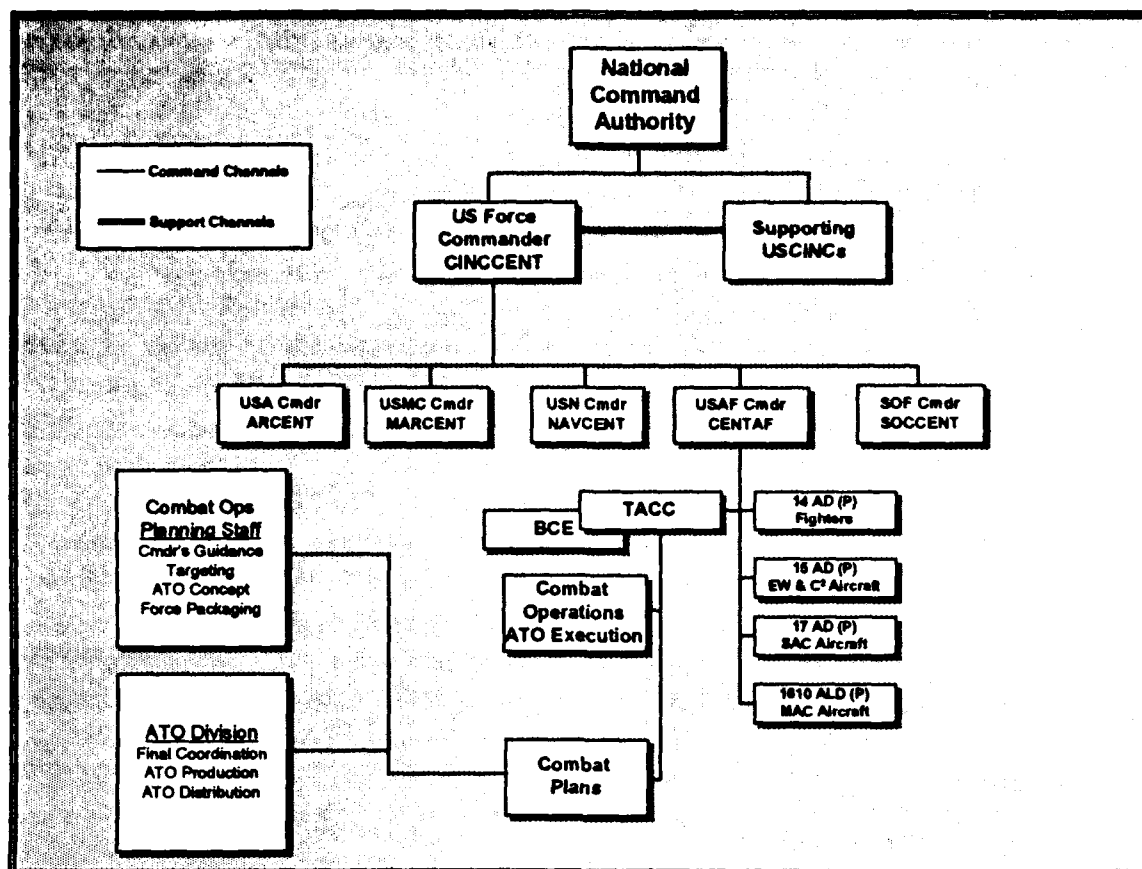 National
Command
Authority
Command Channels
Support Channels
US Force
Commander
CINCCENT
Supporting
USCINCs
USA Cmdr
ARCENT
USMC Cmdr
MARCENT
USN Cmdr
NAVCENT
USAF Cmdr
CENTAF
SOF Cmdr
SOCCENT
Combat Ops
Planning Staff
Cmdr's Guidance
Targeting
ATO Concept
Force Packaging
TACC
BCE
14 AD (P)
Fighters
Combat
Operations
ATO Execution
15 AD (P)
EW & C² Aircraft
17 AD (P)
SAC Aircraft
1610 ALD (P)
MAC Aircraft
ATO Division
Final Coordination
ATO Production
ATO Distribution
Combat
Plans